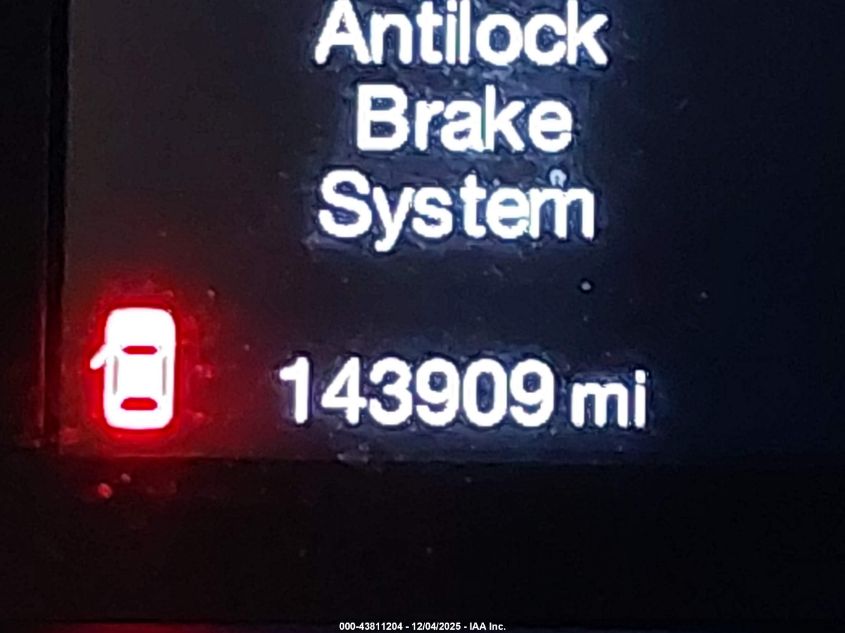 Antilock
Brake
System
143909 mi
000-43811204 - 12/04/2025 - IAA Inc.